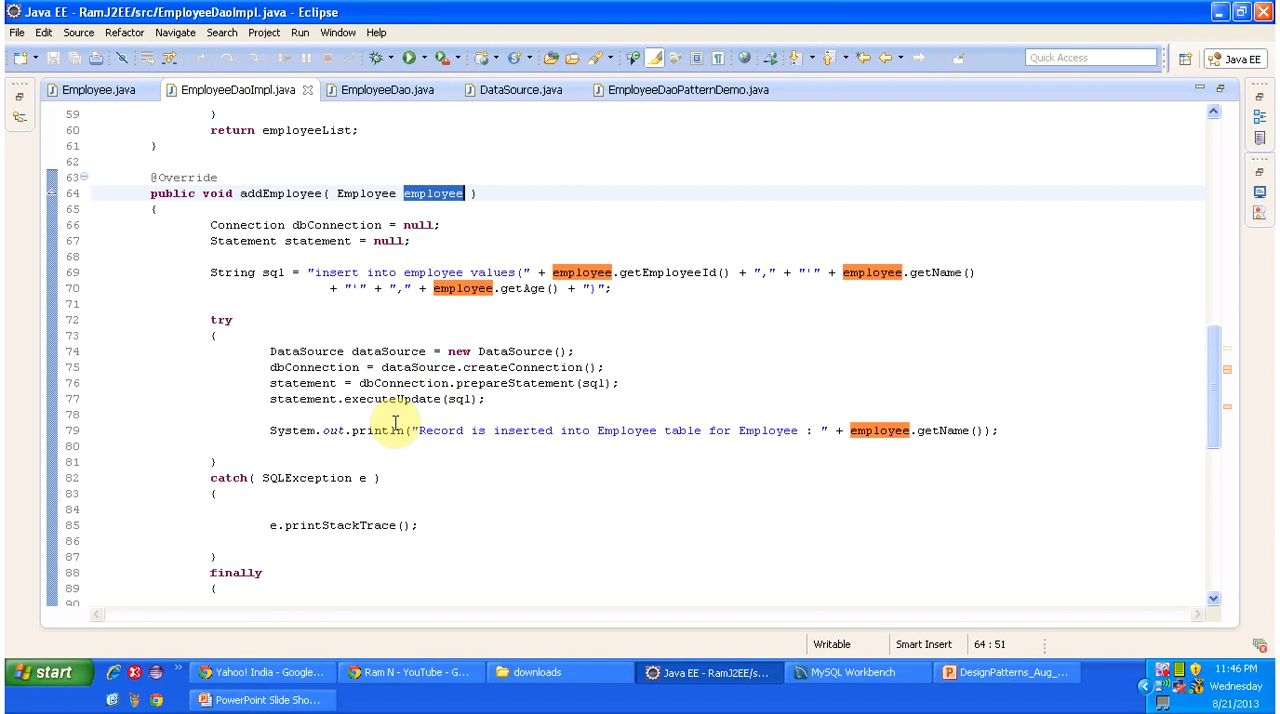 Java EE - RamJ2EE/src/EmployeeDaoImpl.java - Eclipse
File Edit Source Refactor Navigate Search Project Run Window Help
Quick Access
Java EE
Employee.java EmployeeDaoImpl.java EmployeeDao.java DataSource.java EmployeeDaoPatternDemo.java
59 }
60 return employeeList;
61 }
62
63 @Override
64 public void addEmployee( Employee employee )
65 {
66 Connection dbConnection = null;
67 Statement statement = null;
68
69 String sql = "insert into employee values(" + employee.getEmployeeId() + "," + "'" + employee.getName()
70 + "'" + "," + employee.getAge() + ")";
71
72 try
73 {
74 DataSource dataSource = new DataSource();
75 dbConnection = dataSource.createConnection();
76 statement = dbConnection.prepareStatement(sql);
77 statement.executeUpdate(sql);
78
79 System.out.println("Record is inserted into Employee table for Employee : " + employee.getName());
80
81 }
82 catch( SQLException e )
83 {
84
85 e.printStackTrace();
86
87 }
88 finally
89 {
90
Writable Smart Insert 64 : 51
start Yahoo! India - Google... Ram N - YouTube - G... downloads Java EE - RamJ2EE/s... MySQL Workbench DesignPatterns_Aug_... 11:46 PM
Wednesday
PowerPoint Slide Sho... 8/21/2013